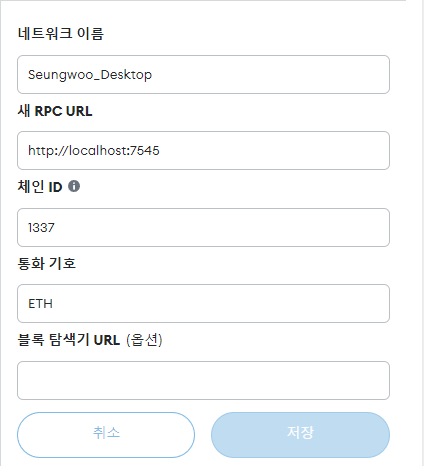 네트워크 이름
Seungwoo_Desktop
새 RPC URL
http://localhost:7545
체인 ID
1337
통화 기호
ETH
블록 탐색기 URL (옵션)
취소 저장